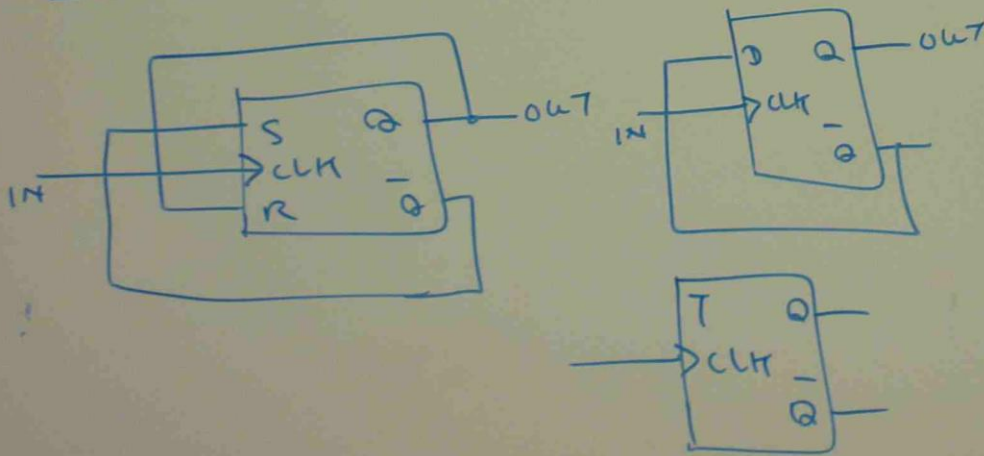 S Q OUT
IN CLK
R Q̅
D Q OUT
IN CLK
Q̅
T Q
CLK
Q̅